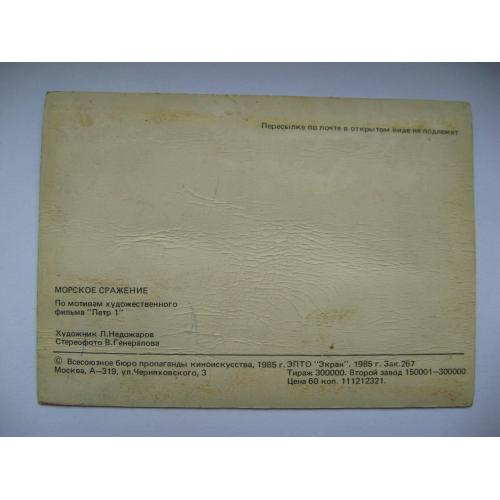 Пересылке по почте в открытом виде не подлежит
МОРСКОЕ СРАЖЕНИЕ
По мотивам художественного
фильма "Петр 1"
Художник Л.Недожаров
Стереофото В.Генералова
© Всесоюзное бюро пропаганды киноискусства, 1985 г. ЭПТО "Экран". 1985 г. Зак.267
Москва, А—319, ул.Черняховского, 3 Тираж 300000. Второй завод 150001—300000
Цена 60 коп. 111212321.